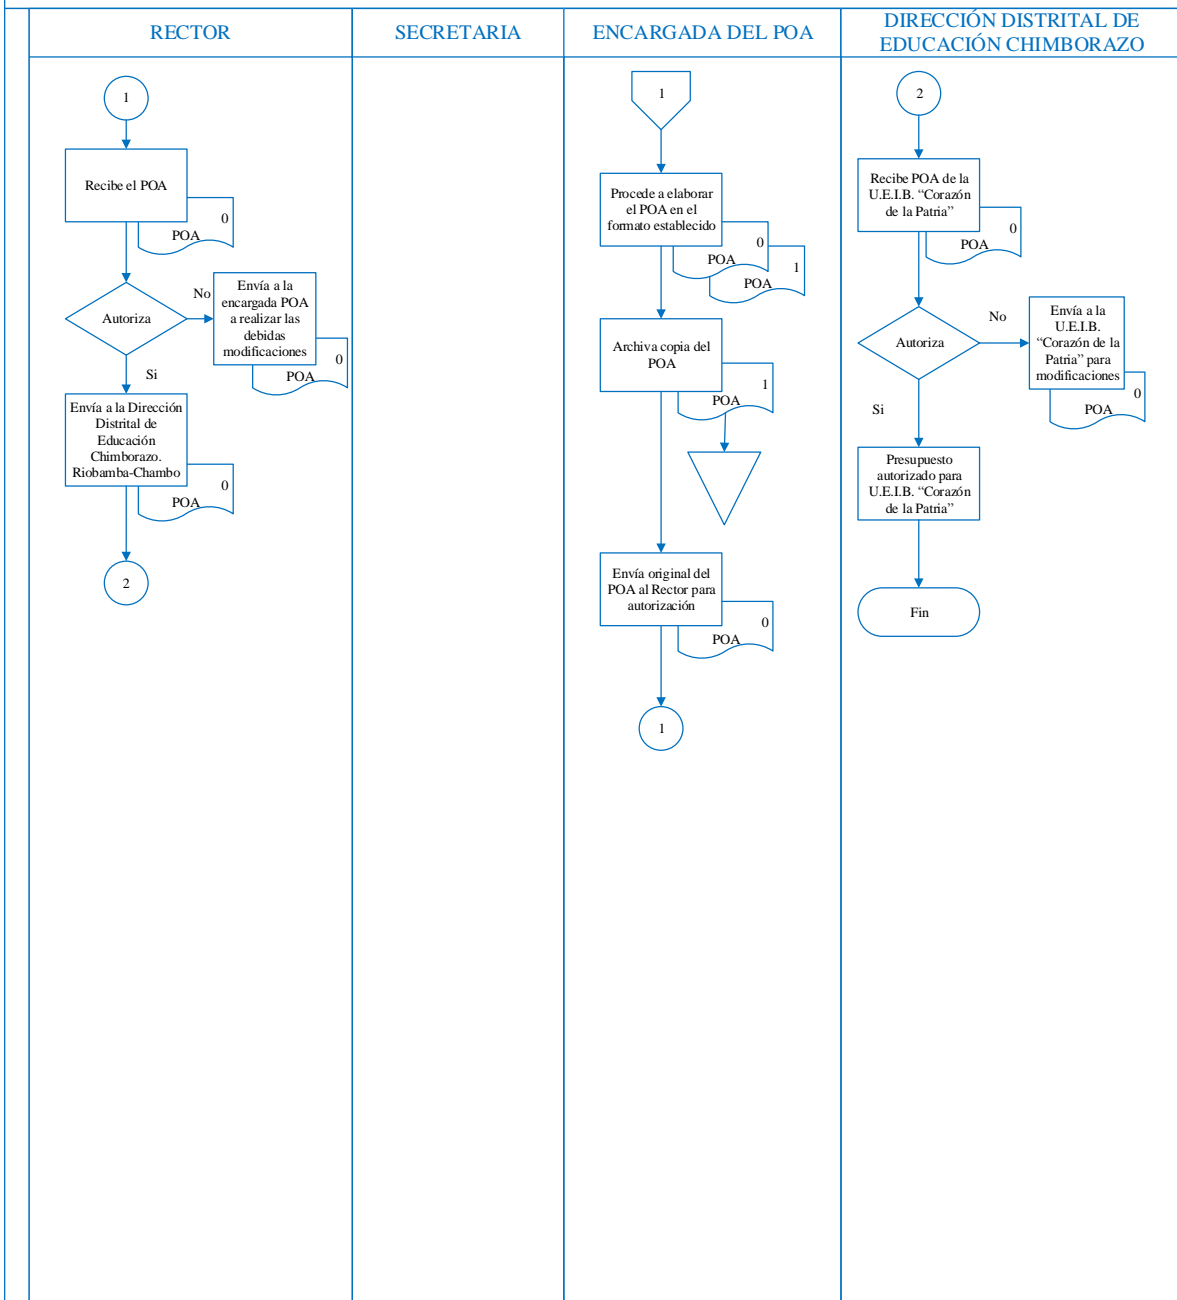 RECTOR
SECRETARIA
ENCARGADA DEL POA
DIRECCIÓN DISTRITAL DE
EDUCACIÓN CHIMBORAZO
1
Recibe el POA
0
POA
Autoriza
No
Envía a la
encargada POA
a realizar las
debidas
modificaciones
0
POA
Si
Envía a la Dirección
Distrital de
Educación
Chimborazo.
Riobamba-Chambo
0
POA
2
1
Procede a elaborar
el POA en el
formato establecido
0
POA
1
POA
Archiva copia del
POA
1
POA
Envía original del
POA al Rector para
autorización
0
POA
1
2
Recibe POA de la
U.E.I.B. “Corazón
de la Patria”
0
POA
Autoriza
No
Envía a la
U.E.I.B.
“Corazón de la
Patria” para
modificaciones
0
POA
Si
Presupuesto
autorizado para
U.E.I.B. “Corazón
de la Patria”
Fin